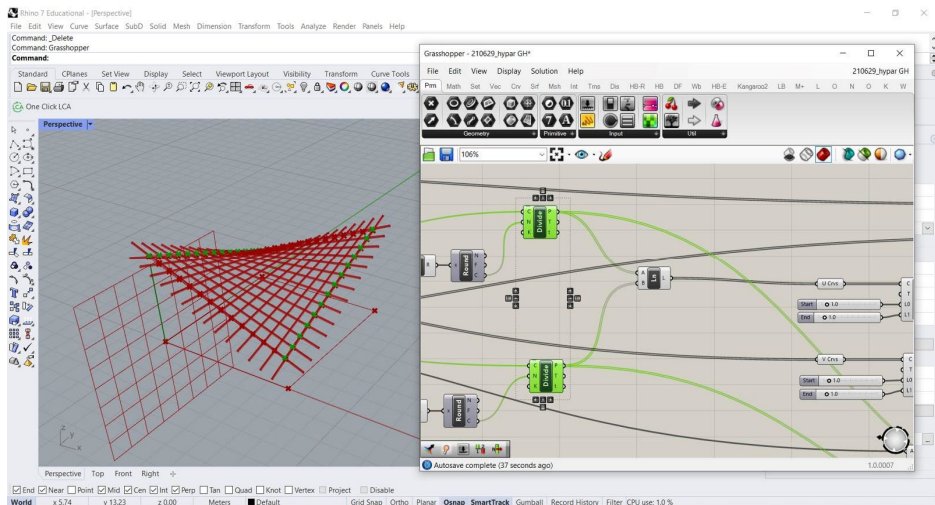 Rhino 7 Educational - [Perspective]
File Edit View Curve Surface SubD Solid Mesh Dimension Transform Tools Analyze Render Panels Help
Command: _Delete
Command: Grasshopper
Command:
Standard CPlanes Set View Display Select Viewport Layout Visibility Transform Curve Tools
One Click LCA
Perspective
z
y
x
Grasshopper - 210629_hypar GH*
File Edit View Display Solution Help 210629_hypar GH
Prm Math Set Vec Crv Srf Msh Int Trns Dis HB-R HB DF Wb HB-E Kangaroo2 LB M+ L O N O K W
Geometry Primitive Input Util
106%
C P
N Divide T
K t
x Round N
F
C
A Ln L
B
U Crvs C
T
Start 1.0 L0
End 1.0 L1
C P
N Divide T
K t
V Crvs C
T
Start 1.0 L0
End 1.0 L1
x Round N
F
C
A
Autosave complete (37 seconds ago) 1.0.0007
Perspective Top Front Right
End Near Point Mid Cen Int Perp Tan Quad Knot Vertex Project Disable
World x 5.74 y 13.23 z 0.00 Meters Default Grid Snap Ortho Planar Osnap SmartTrack Gumball Record History Filter CPU use: 1.0 %